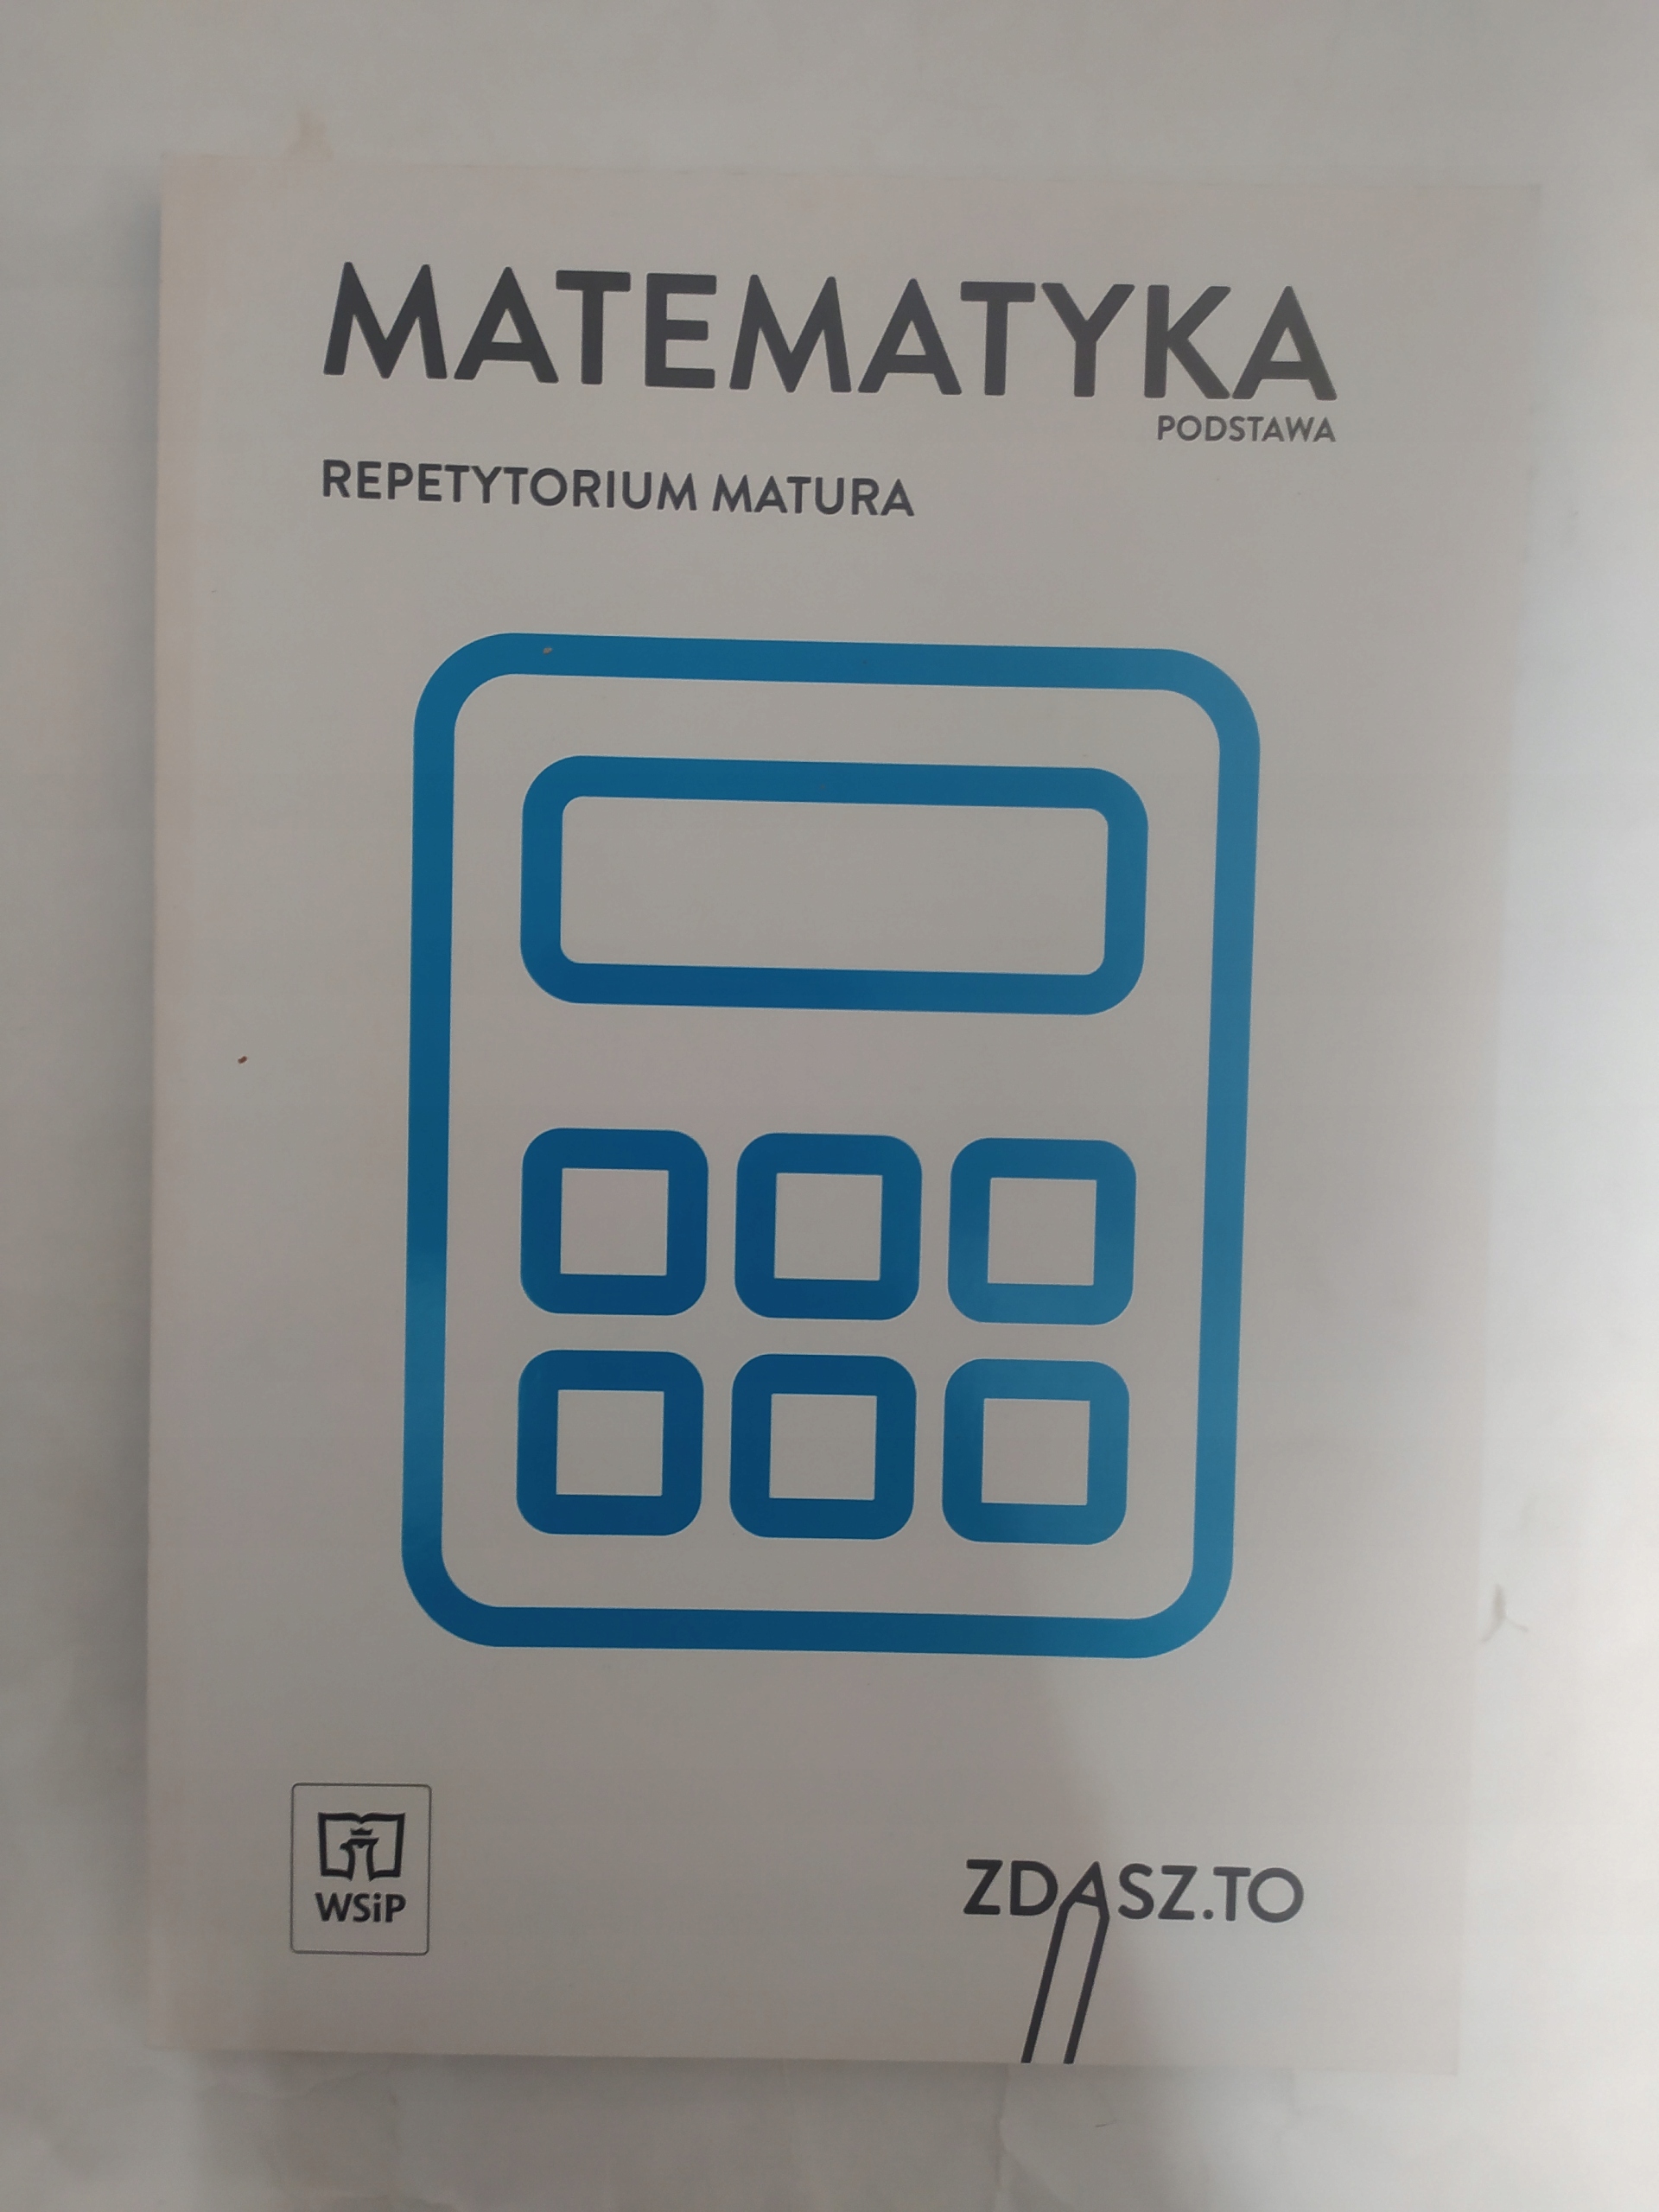 MATEMATYKA
PODSTAWA
REPETYTORIUM MATURA
WSiP
ZDASZ.TO